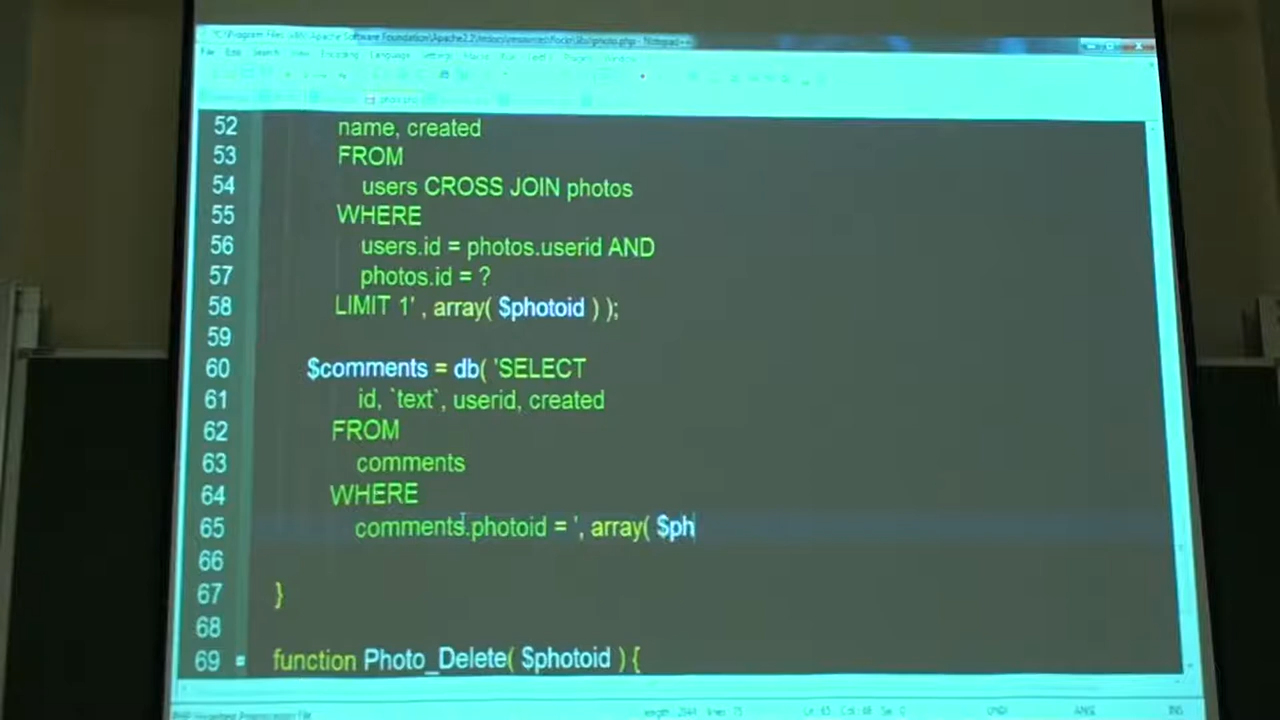 52 name, created
53 FROM
54 users CROSS JOIN photos
55 WHERE
56 users.id = photos.userid AND
57 photos.id = ?
58 LIMIT 1' , array( $photoid ) );
59
60 $comments = db( 'SELECT
61 id, `text`, userid, created
62 FROM
63 comments
64 WHERE
65 comments.photoid = ', array( $ph
66
67 }
68
69 function Photo_Delete( $photoid ) {